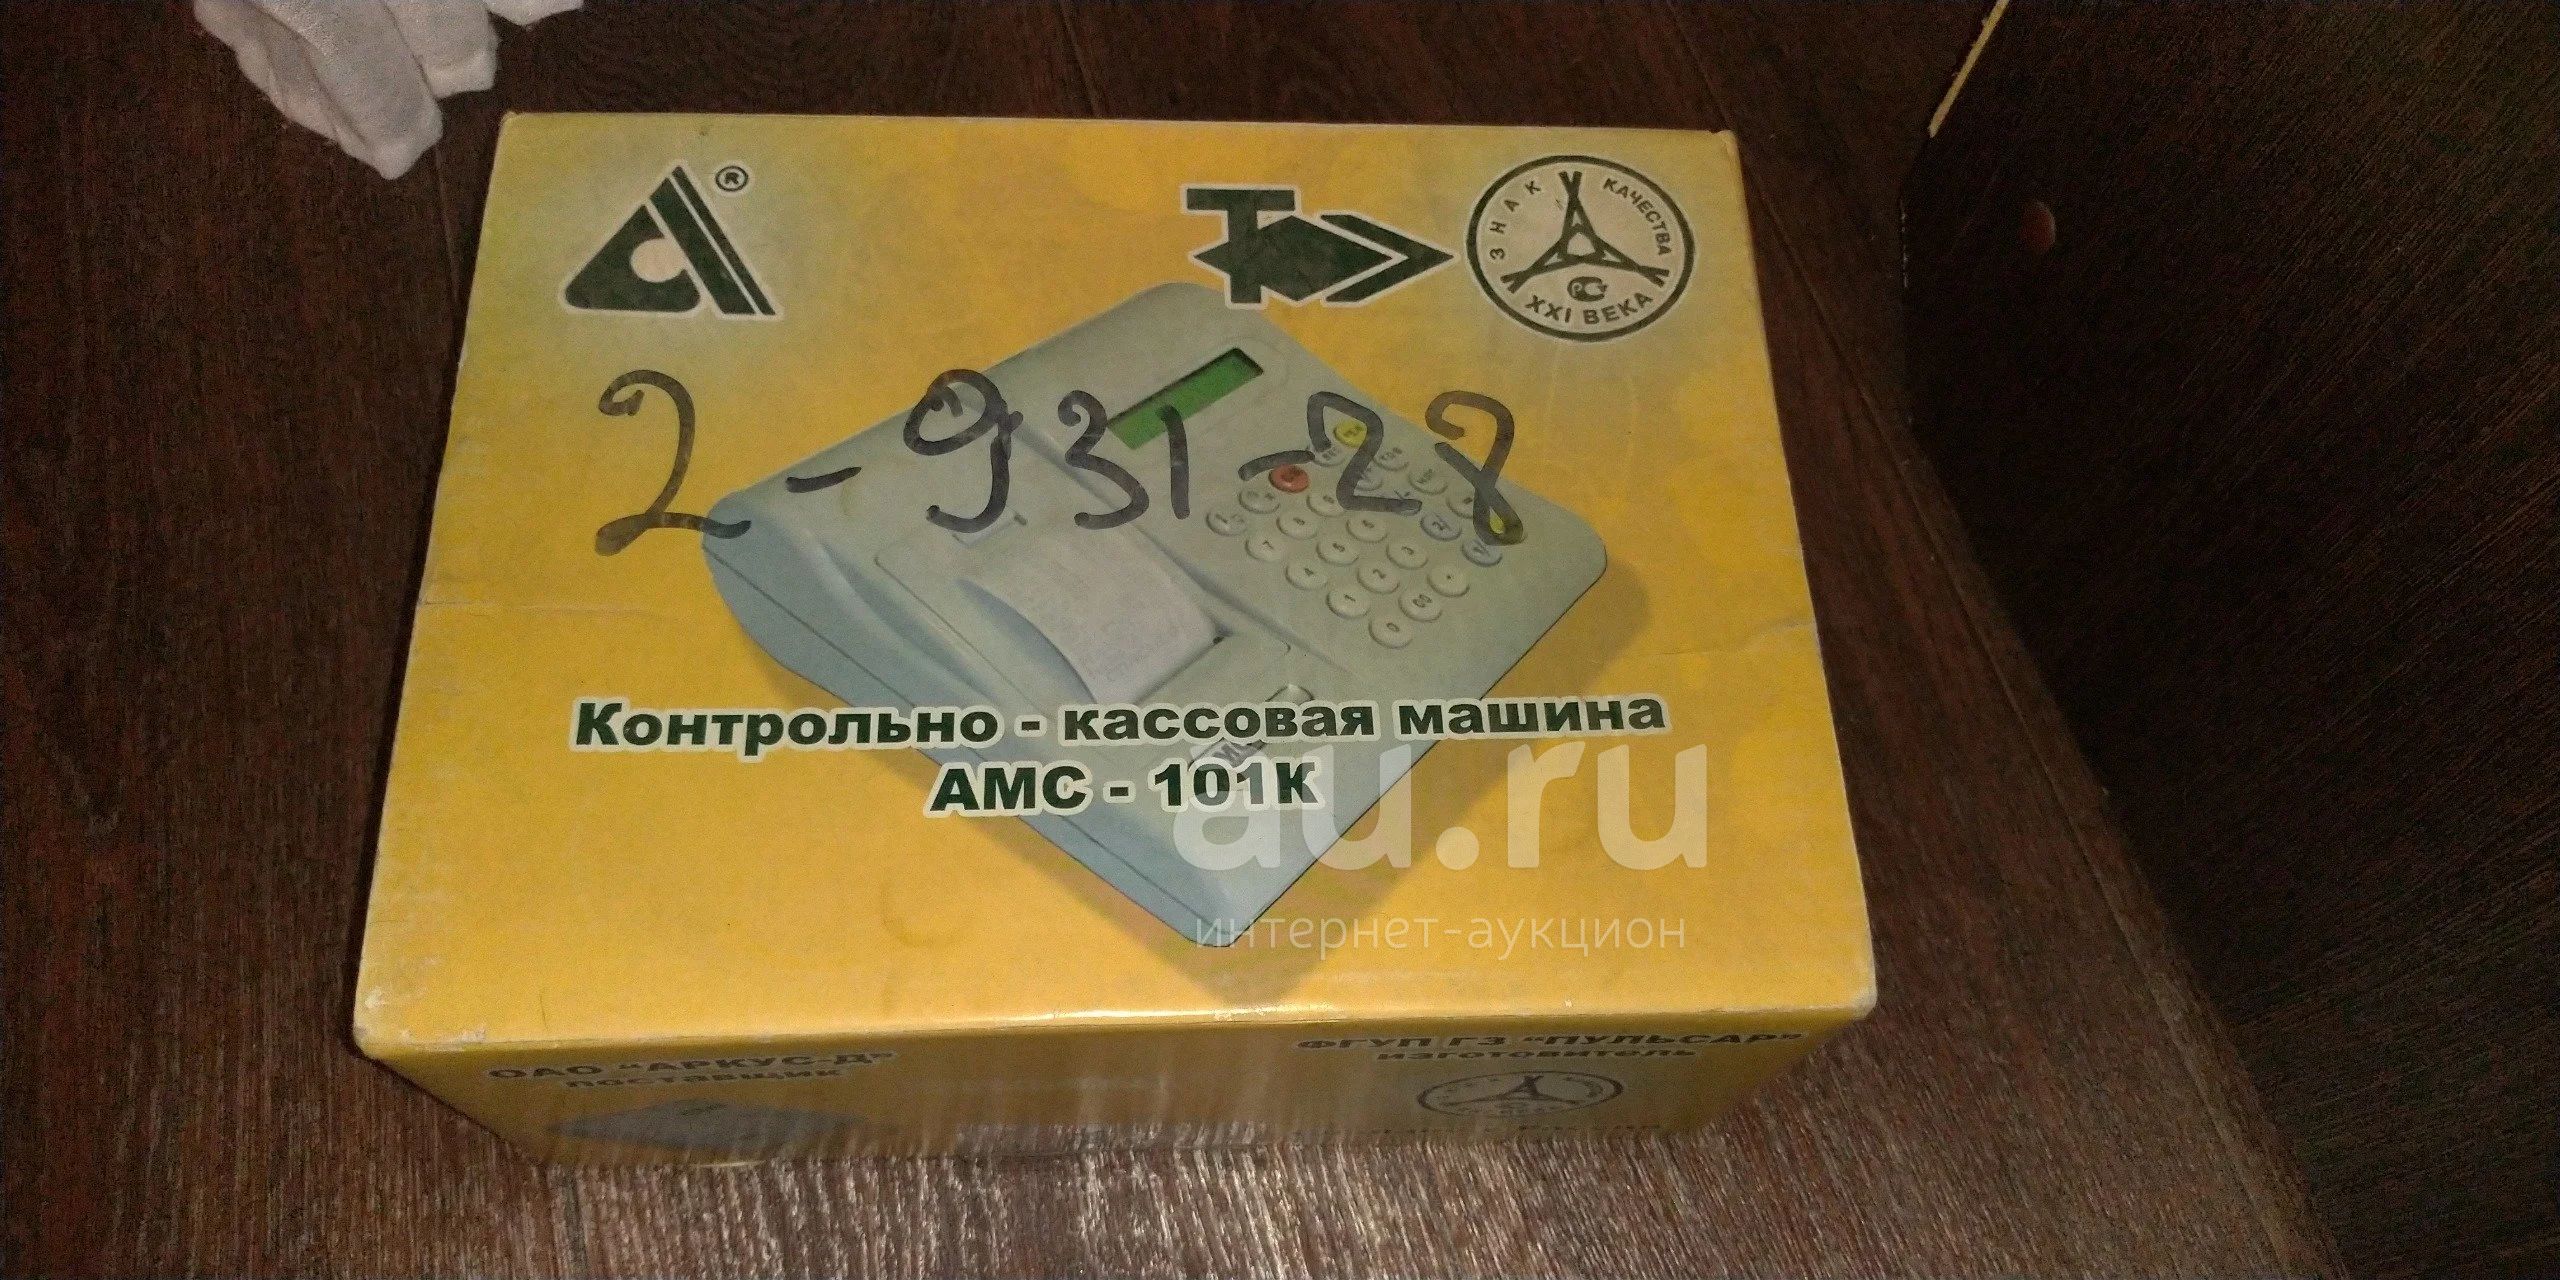 ®
ЗНАК КАЧЕСТВА
XXI ВЕКА
2-931-28
Контрольно - кассовая машина
АМС - 101К
au.ru
интернет-аукцион
ОАО "АРКУС-Д"
поставщик
ФГУП ГЗ "ПУЛЬСАР"
изготовитель